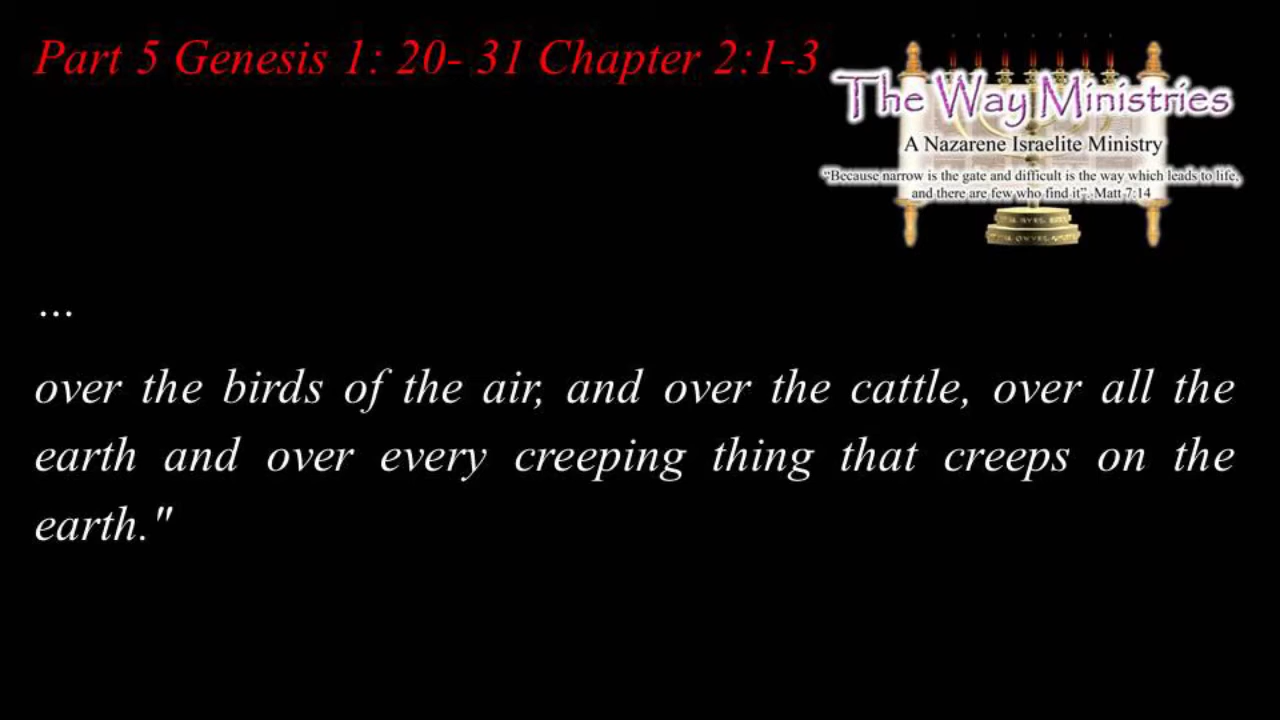 Part 5 Genesis 1: 20- 31 Chapter 2:1-3
The Way Ministries
A Nazarene Israelite Ministry
"Because narrow is the gate and difficult is the way which leads to life,
and there are few who find it". Matt 7:14
...
over the birds of the air, and over the cattle, over all the
earth and over every creeping thing that creeps on the
earth."